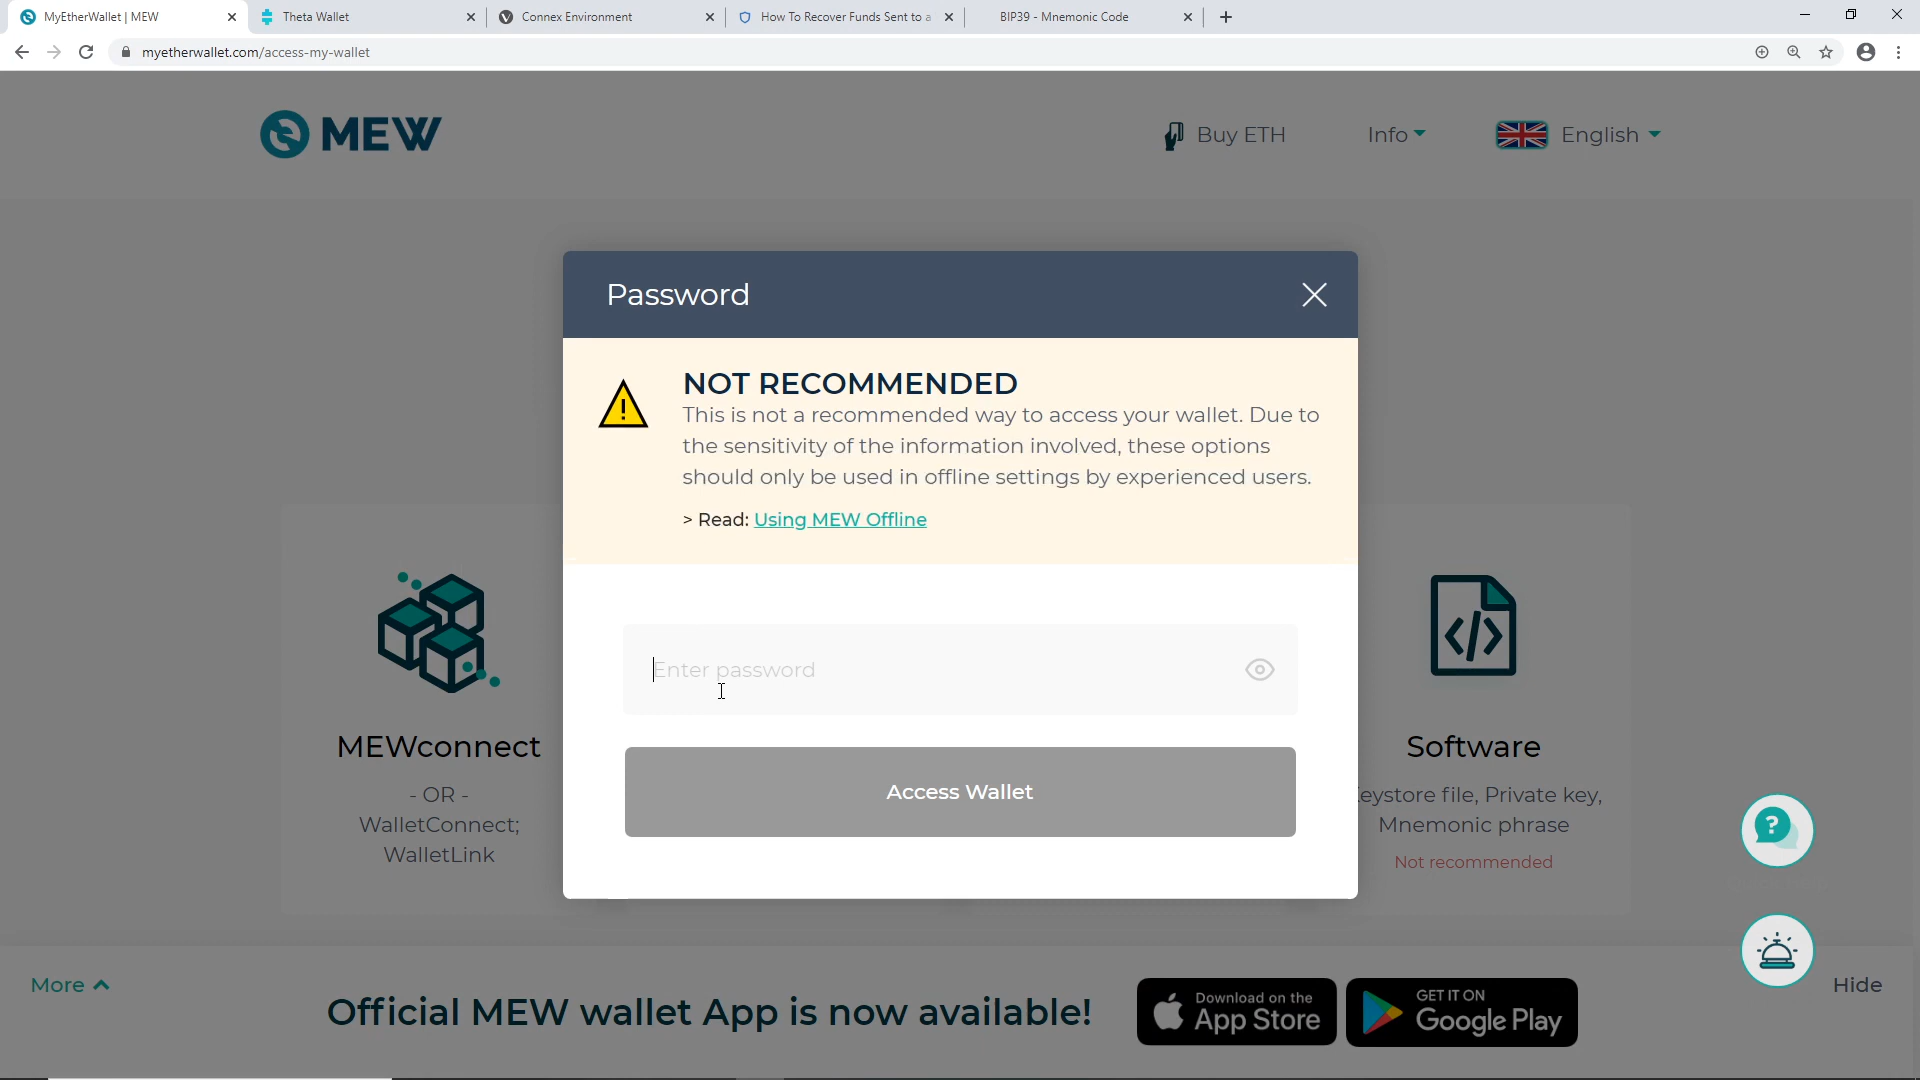 MyEtherWallet | MEW
Theta Wallet
Connex Environment
How To Recover Funds Sent to a
BIP39 - Mnemonic Code
myetherwallet.com/access-my-wallet
MEW
Buy ETH
Info
English
Password
NOT RECOMMENDED
This is not a recommended way to access your wallet. Due to
the sensitivity of the information involved, these options
should only be used in offline settings by experienced users.
> Read: Using MEW Offline
Enter password
Access Wallet
MEWconnect
- OR -
WalletConnect;
WalletLink
Software
eystore file, Private key,
Mnemonic phrase
Not recommended
More
Official MEW wallet App is now available!
Download on the
App Store
GET IT ON
Google Play
Hide